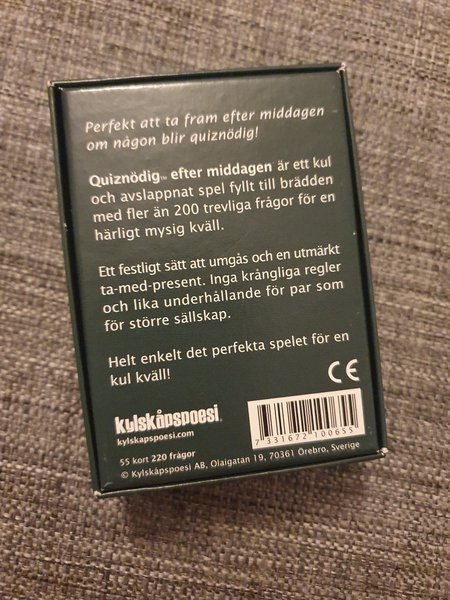 Perfekt att ta fram efter middagen
om någon blir quiznödig!
Quiznödig™ efter middagen är ett kul
och avslappnat spel fyllt till brädden
med fler än 200 trevliga frågor för en
härligt mysig kväll.
Ett festligt sätt att umgås och en utmärkt
ta-med-present. Inga krångliga regler
och lika underhållande för par som
för större sällskap.
Helt enkelt det perfekta spelet för en
kul kväll!
CE
kylskåpspoesi
kylskapspoesi.com
7 331672 100655
55 kort 220 frågor
© Kylskåpspoesi AB, Olaigatan 19, 70361 Örebro, Sverige